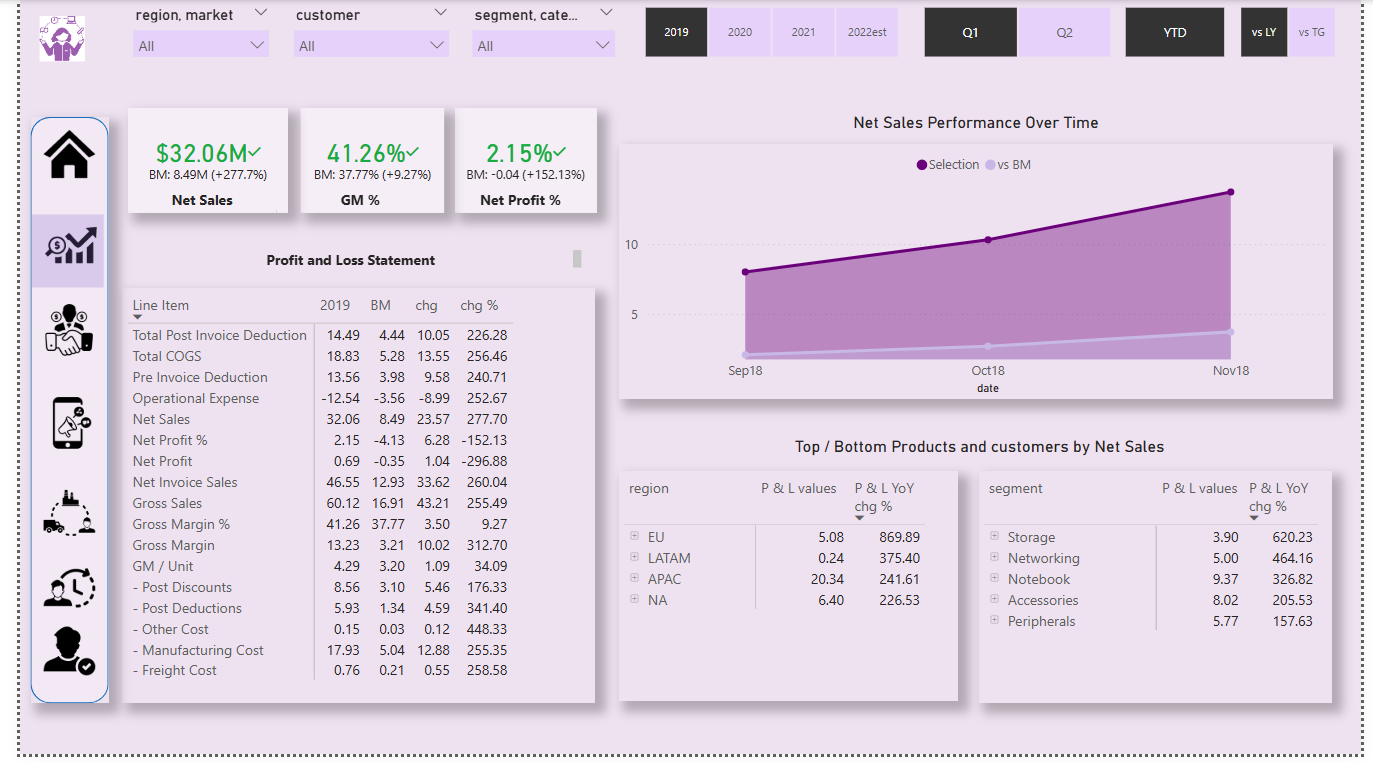 region, market customer segment, cate...
All All All
2019 2020 2021 2022est Q1 Q2 YTD vs LY vs TG
$32.06M 41.26% 2.15%
BM: 8.49M (+277.7%) BM: 37.77% (+9.27%) BM: -0.04 (+152.13%)
Net Sales GM % Net Profit %
Profit and Loss Statement
Line Item 2019 BM chg chg %
Total Post Invoice Deduction 14.49 4.44 10.05 226.28
Total COGS 18.83 5.28 13.55 256.46
Pre Invoice Deduction 13.56 3.98 9.58 240.71
Operational Expense -12.54 -3.56 -8.99 252.67
Net Sales 32.06 8.49 23.57 277.70
Net Profit % 2.15 -4.13 6.28 -152.13
Net Profit 0.69 -0.35 1.04 -296.88
Net Invoice Sales 46.55 12.93 33.62 260.04
Gross Sales 60.12 16.91 43.21 255.49
Gross Margin % 41.26 37.77 3.50 9.27
Gross Margin 13.23 3.21 10.02 312.70
GM / Unit 4.29 3.20 1.09 34.09
- Post Discounts 8.56 3.10 5.46 176.33
- Post Deductions 5.93 1.34 4.59 341.40
- Other Cost 0.15 0.03 0.12 448.33
- Manufacturing Cost 17.93 5.04 12.88 255.35
- Freight Cost 0.76 0.21 0.55 258.58
Net Sales Performance Over Time
Selection vs BM
10
5
Sep18 Oct18 Nov18
date
Top / Bottom Products and customers by Net Sales
region P & L values P & L YoY
chg %
EU 5.08 869.89
LATAM 0.24 375.40
APAC 20.34 241.61
NA 6.40 226.53
segment P & L values P & L YoY
chg %
Storage 3.90 620.23
Networking 5.00 464.16
Notebook 9.37 326.82
Accessories 8.02 205.53
Peripherals 5.77 157.63